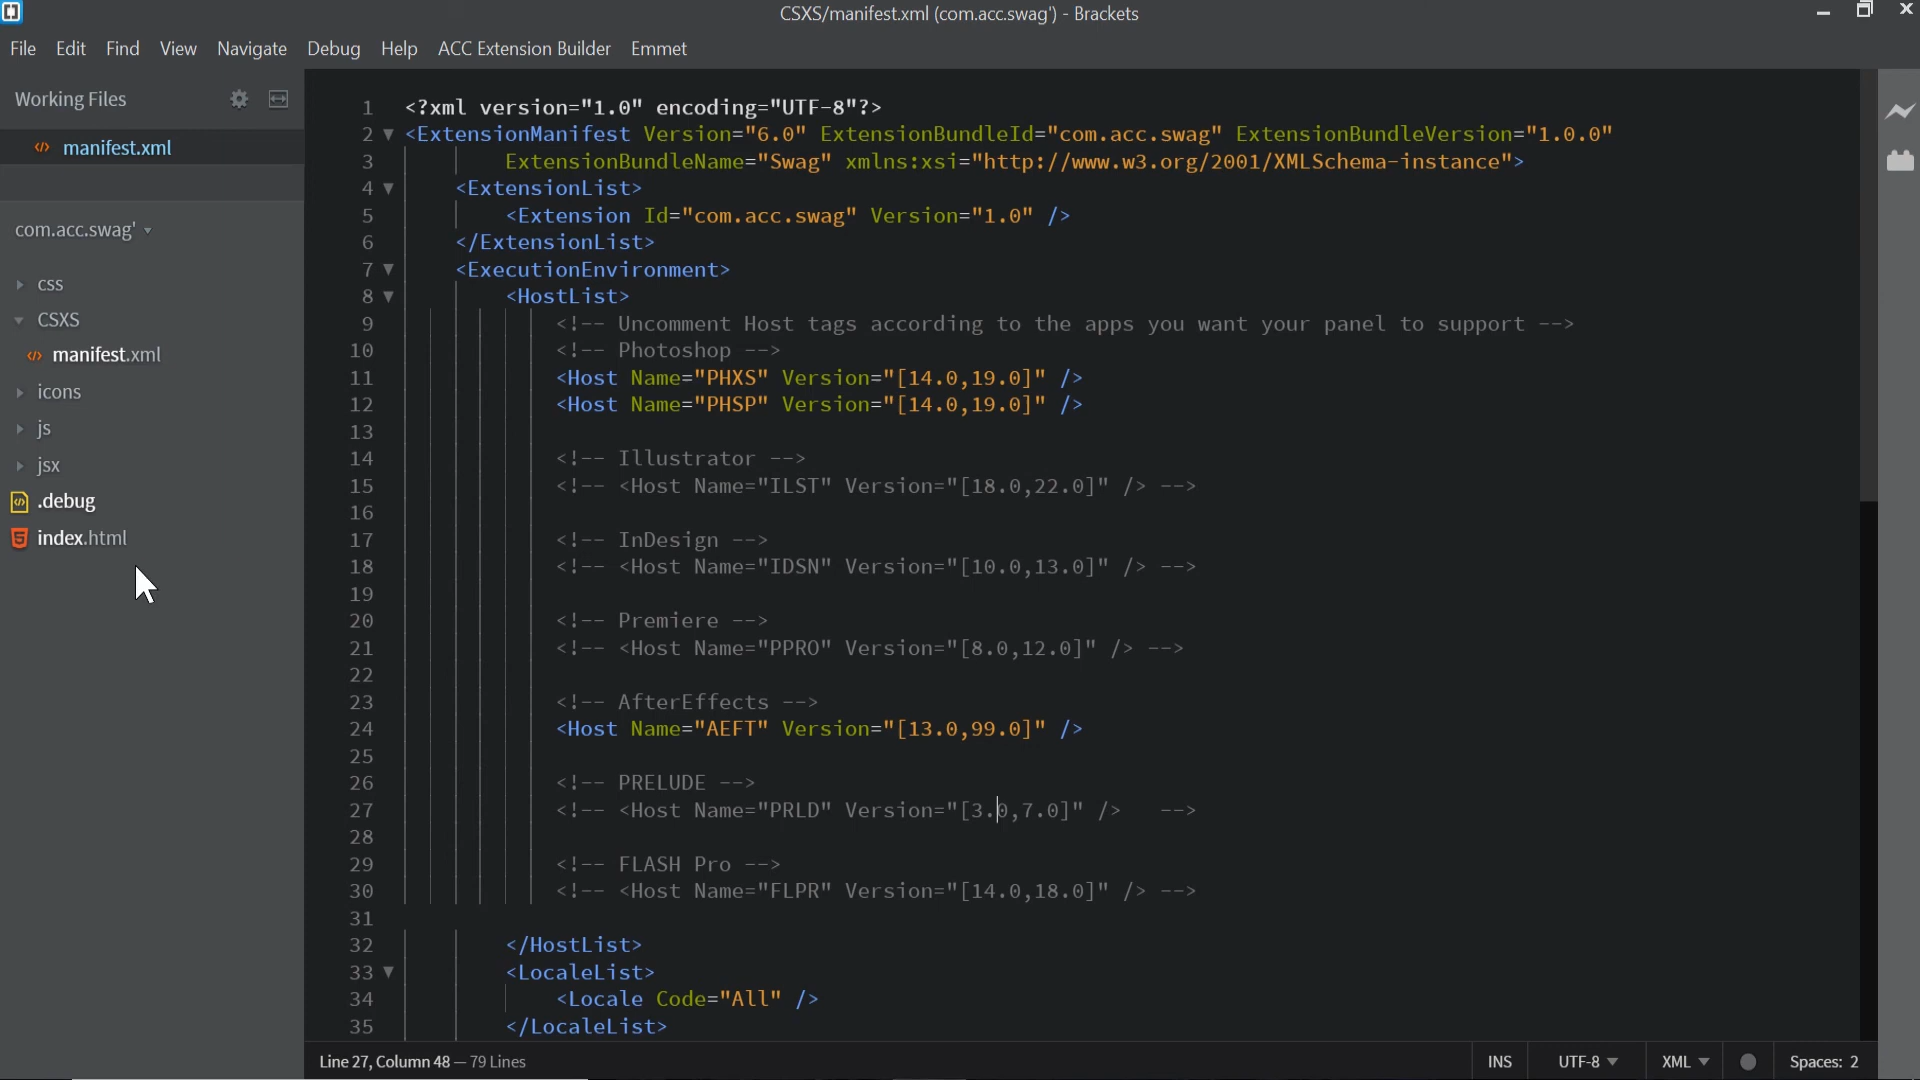 CSXS/manifest.xml (com.acc.swag') - Brackets
File Edit Find View Navigate Debug Help ACC Extension Builder Emmet
Working Files
manifest.xml
com.acc.swag'
css
CSXS
manifest.xml
icons
js
jsx
.debug
index.html
1 <?xml version="1.0" encoding="UTF-8"?>
2 <ExtensionManifest Version="6.0" ExtensionBundleId="com.acc.swag" ExtensionBundleVersion="1.0.0"
3 ExtensionBundleName="Swag" xmlns:xsi="http://www.w3.org/2001/XMLSchema-instance">
4 <ExtensionList>
5 <Extension Id="com.acc.swag" Version="1.0" />
6 </ExtensionList>
7 <ExecutionEnvironment>
8 <HostList>
9 <!-- Uncomment Host tags according to the apps you want your panel to support -->
10 <!-- Photoshop -->
11 <Host Name="PHXS" Version="[14.0,19.0]" />
12 <Host Name="PHSP" Version="[14.0,19.0]" />
13
14 <!-- Illustrator -->
15 <!-- <Host Name="ILST" Version="[18.0,22.0]" /> -->
16
17 <!-- InDesign -->
18 <!-- <Host Name="IDSN" Version="[10.0,13.0]" /> -->
19
20 <!-- Premiere -->
21 <!-- <Host Name="PPRO" Version="[8.0,12.0]" /> -->
22
23 <!-- AfterEffects -->
24 <Host Name="AEFT" Version="[13.0,99.0]" />
25
26 <!-- PRELUDE -->
27 <!-- <Host Name="PRLD" Version="[3.0,7.0]" /> -->
28
29 <!-- FLASH Pro -->
30 <!-- <Host Name="FLPR" Version="[14.0,18.0]" /> -->
31
32 </HostList>
33 <LocaleList>
34 <Locale Code="All" />
35 </LocaleList>
Line 27, Column 48 — 79 Lines
INS UTF-8 XML Spaces: 2